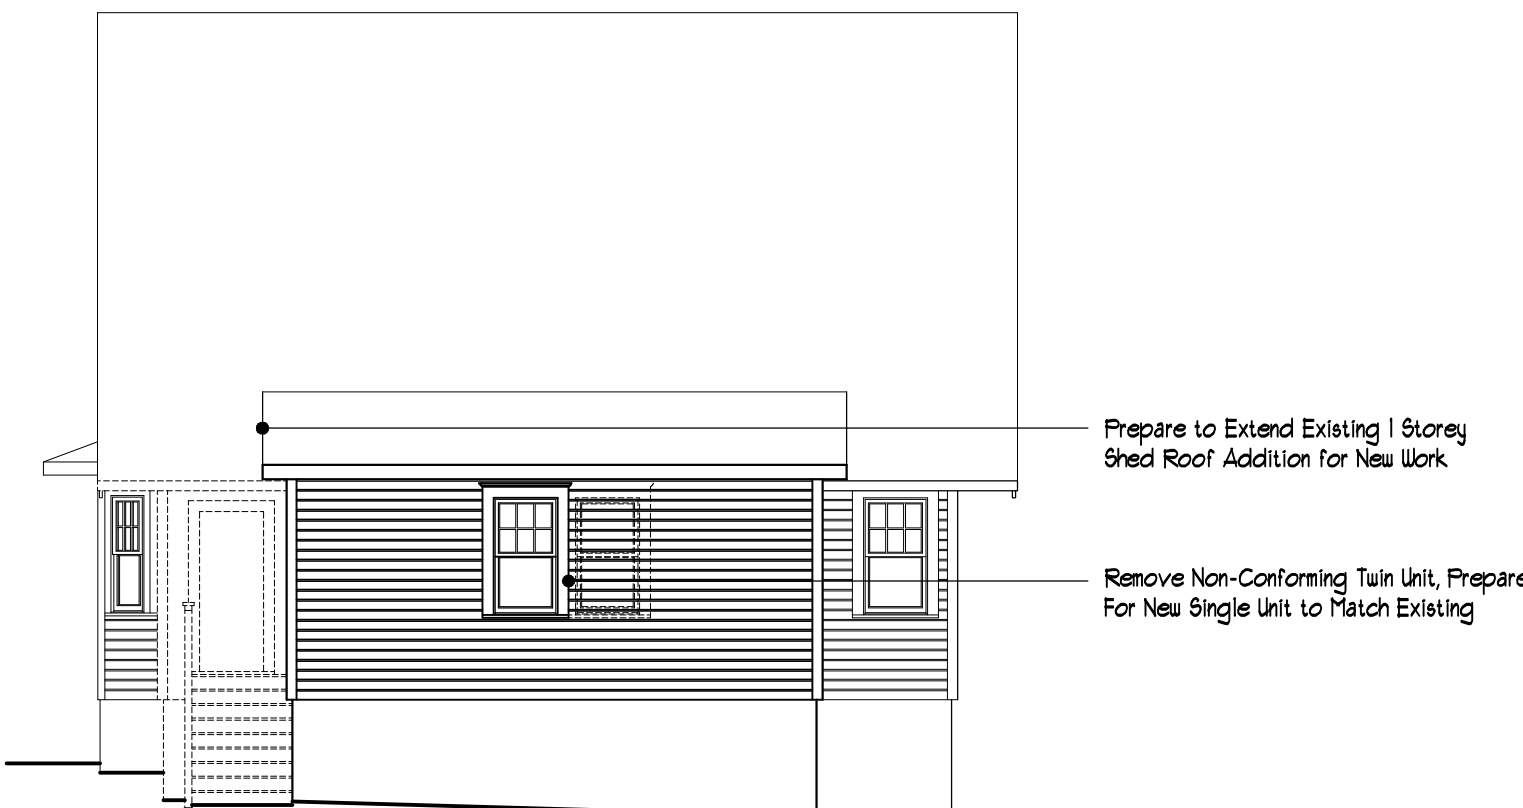 Prepare to Extend Existing 1 Storey
Shed Roof Addition for New Work
Remove Non-Conforming Twin Unit, Prepare
For New Single Unit to Match Existing